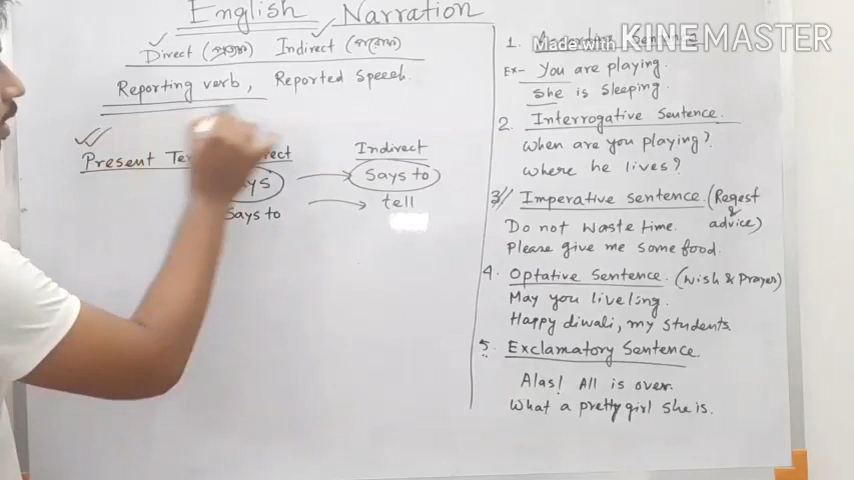 English Narration
Direct (প্রত্যক্ষ) Indirect (পরোক্ষ)
Reporting verb, Reported speech.
Present Direct
Indirect
Says to
Says to
tell
1. Sentence
Ex- You are playing.
She is sleeping.
2. Interrogative Sentence.
When are you playing?
Where he lives?
3 Imperative sentence (Reqest & advice)
Do not waste time.
Please give me some food.
4. Optative Sentence. (wish & Prayer)
May you live long.
Happy diwali, my students.
5. Exclamatory Sentence.
Alas! All is over.
What a pretty girl she is.
Made with KINEMASTER